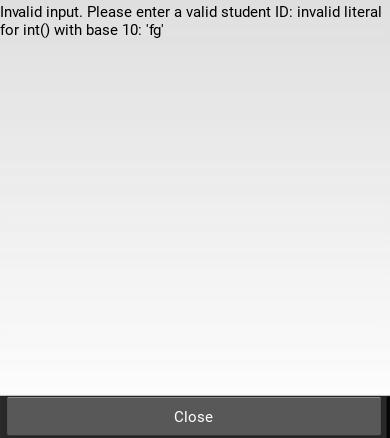 Invalid input. Please enter a valid student ID: invalid literal
for int() with base 10: 'fg'
Close